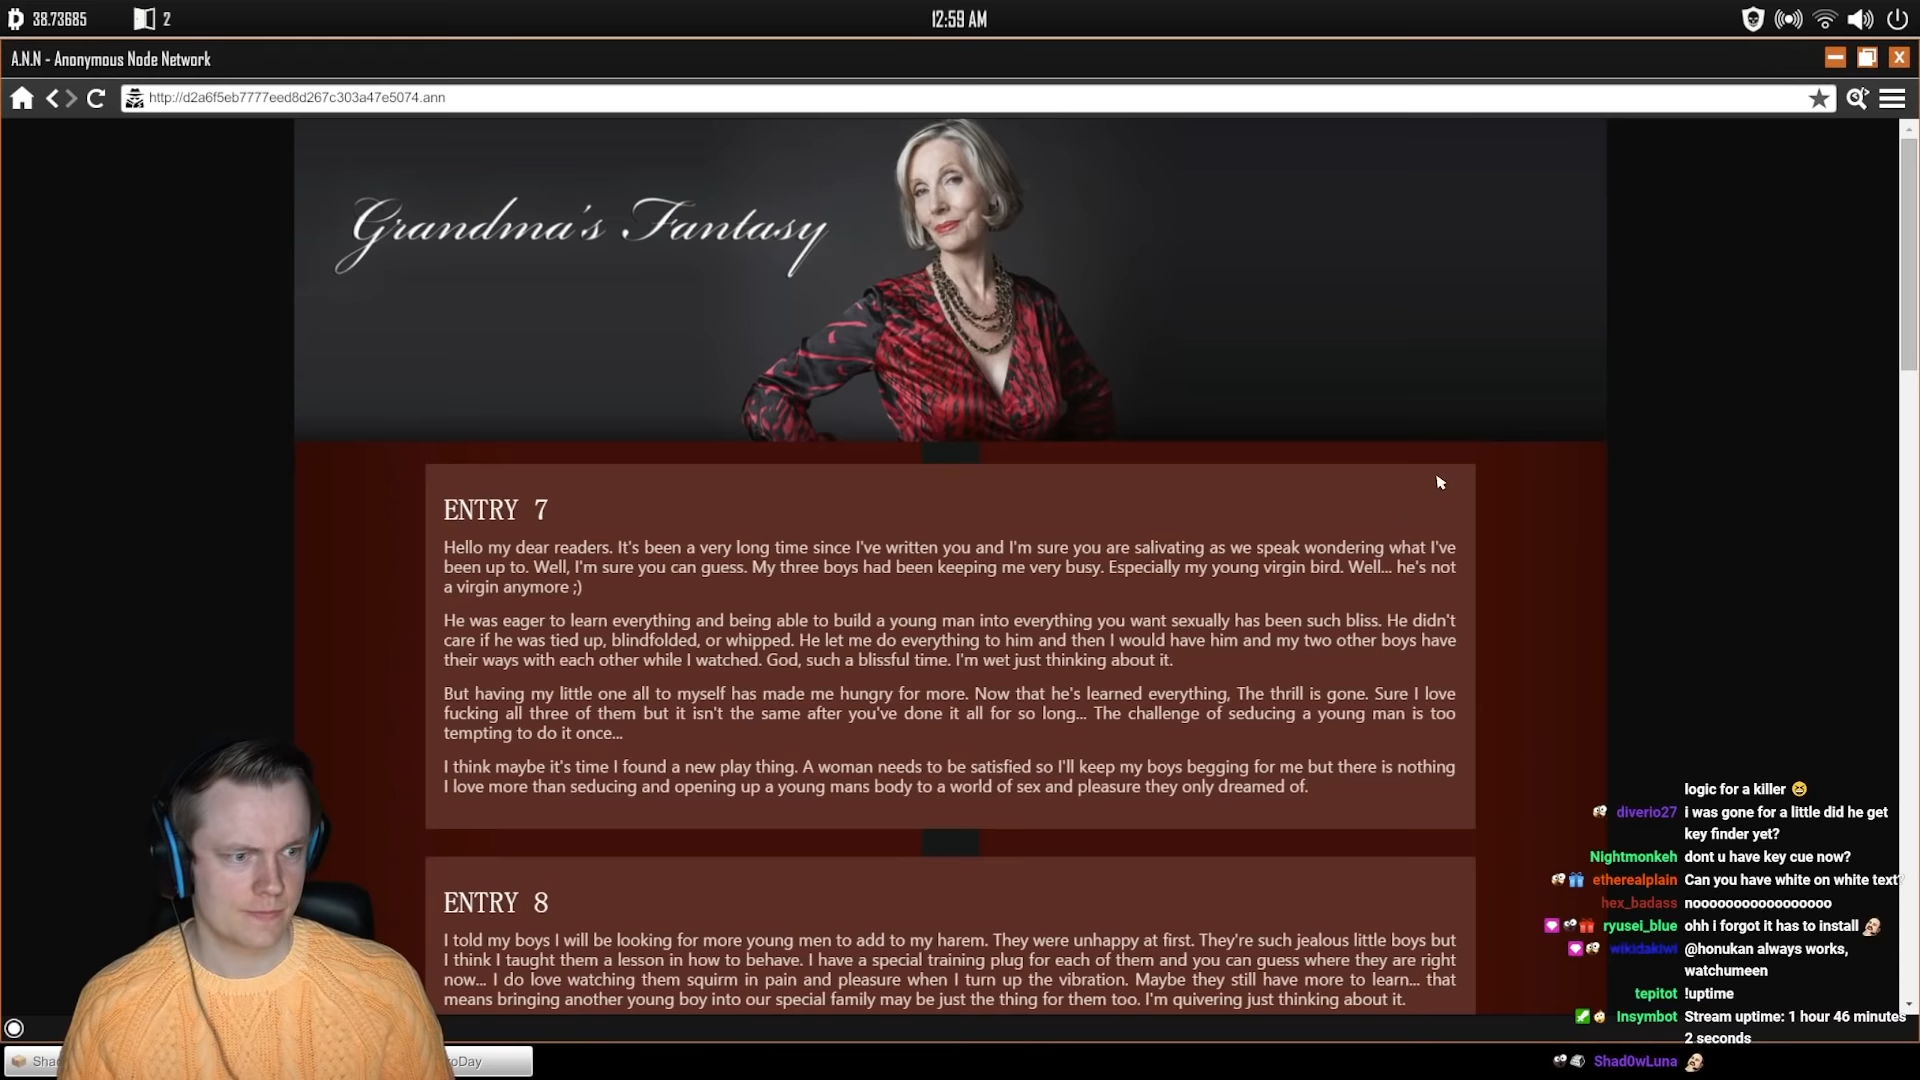 38.73685
2
12:59 AM
A.N.N - Anonymous Node Network
http://d2a6f5eb7777eed8d267c303a47e5074.ann
Grandma's Fantasy
ENTRY 7
Hello my dear readers. It's been a very long time since I've written you and I'm sure you are salivating as we speak wondering what I've
been up to. Well, I'm sure you can guess. My three boys had been keeping me very busy. Especially my young virgin bird. Well... he's not
a virgin anymore ;)
He was eager to learn everything and being able to build a young man into everything you want sexually has been such bliss. He didn't
care if he was tied up, blindfolded, or whipped. He let me do everything to him and then I would have him and my two other boys have
their ways with each other while I watched. God, such a blissful time. I'm wet just thinking about it.
But having my little one all to myself has made me hungry for more. Now that he's learned everything, The thrill is gone. Sure I love
fucking all three of them but it isn't the same after you've done it all for so long... The challenge of seducing a young man is too
tempting to do it once...
I think maybe it's time I found a new play thing. A woman needs to be satisfied so I'll keep my boys begging for me but there is nothing
I love more than seducing and opening up a young mans body to a world of sex and pleasure they only dreamed of.
ENTRY 8
I told my boys I will be looking for more young men to add to my harem. They were unhappy at first. They're such jealous little boys but
I think I taught them a lesson in how to behave. I have a special training plug for each of them and you can guess where they are right
now... I do love watching them squirm in pain and pleasure when I turn up the vibration. Maybe they still have more to learn... that
means bringing another young boy into our special family may be just the thing for them too. I'm quivering just thinking about it.
logic for a killer
diverio27 i was gone for a little did he get
key finder yet?
Nightmonkeh dont u have key cue now?
etherealplain Can you have white on white text?
hex_badass nooooooooooooooooo
ryusei_blue ohh i forgot it has to install
wikidakiwi @honukan always works,
watchumeen
tepitot !uptime
Insymbot Stream uptime: 1 hour 46 minutes
2 seconds
Shad0wLuna
Sha
roDay